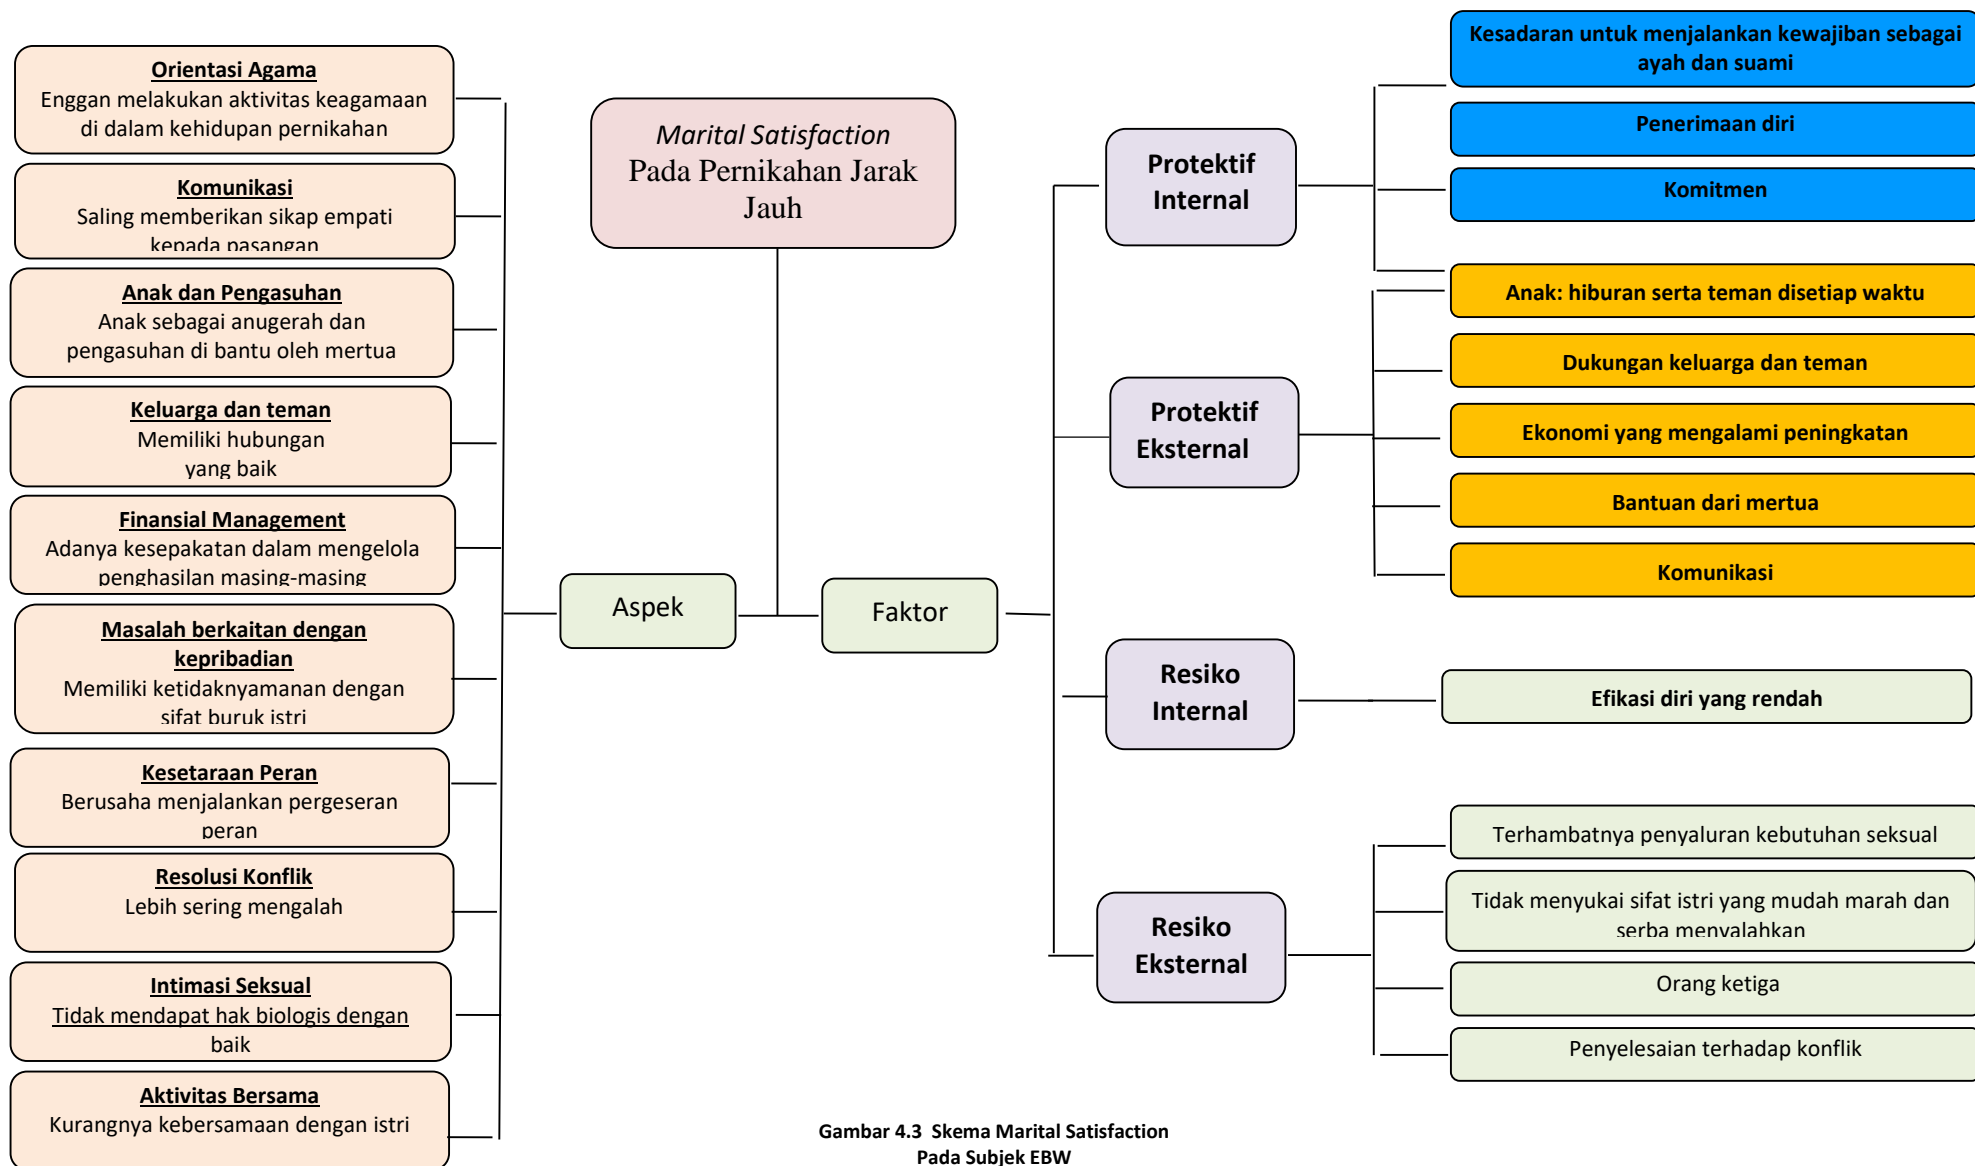 Orientasi Agama
Enggan melakukan aktivitas keagamaan
di dalam kehidupan pernikahan
Komunikasi
Saling memberikan sikap empati
kepada pasangan
Anak dan Pengasuhan
Anak sebagai anugerah dan
pengasuhan di bantu oleh mertua
Keluarga dan teman
Memiliki hubungan
yang baik
Finansial Management
Adanya kesepakatan dalam mengelola
penghasilan masing-masing
Masalah berkaitan dengan
kepribadian
Memiliki ketidaknyamanan dengan
sifat buruk istri
Kesetaraan Peran
Berusaha menjalankan pergeseran
peran
Resolusi Konflik
Lebih sering mengalah
Intimasi Seksual
Tidak mendapat hak biologis dengan
baik
Aktivitas Bersama
Kurangnya kebersamaan dengan istri
Marital Satisfaction
Pada Pernikahan Jarak
Jauh
Aspek
Faktor
Protektif
Internal
Kesadaran untuk menjalankan kewajiban sebagai
ayah dan suami
Penerimaan diri
Komitmen
Protektif
Eksternal
Anak: hiburan serta teman disetiap waktu
Dukungan keluarga dan teman
Ekonomi yang mengalami peningkatan
Bantuan dari mertua
Komunikasi
Resiko
Internal
Efikasi diri yang rendah
Resiko
Eksternal
Terhambatnya penyaluran kebutuhan seksual
Tidak menyukai sifat istri yang mudah marah dan
serba menyalahkan
Orang ketiga
Penyelesaian terhadap konflik
Gambar 4.3 Skema Marital Satisfaction
Pada Subjek EBW